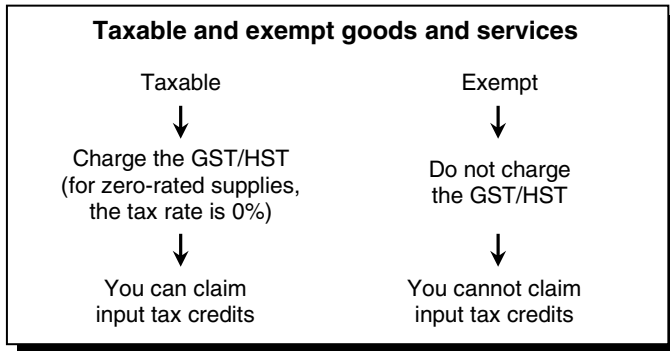 Taxable and exempt goods and services
Taxable
Charge the GST/HST
(for zero-rated supplies,
the tax rate is 0%)
You can claim
input tax credits
Exempt
Do not charge
the GST/HST
You cannot claim
input tax credits